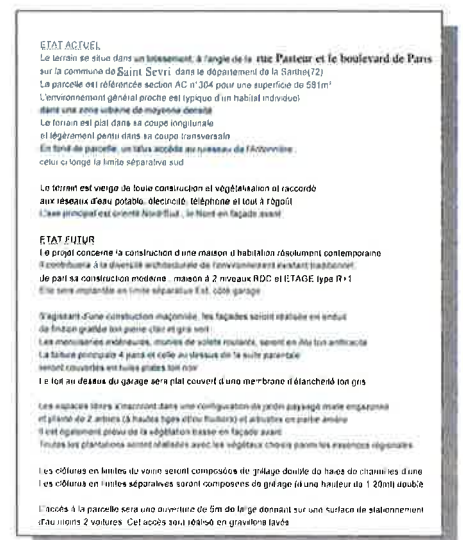 ETAT ACTUEL
Le terrain se situe dans un lotissement, à l'angle de la rue Pasteur et le boulevard de Paris
sur la commune de Saint Sevri dans le département de la Sarthe(72)
La parcelle est référencée section AC n°304 pour une superficie de 591m²
L'environnement général proche est typique d'un habitat individuel
dans une zone urbaine de moyenne densité
Le terrain est plat dans sa coupe longitunale
et légèrement pentu dans sa coupe transversale
En fond de parcelle, un talus accède au ruisseau de
celui ci longe la limite séparative sud
Le terrain est vierge de toute construction et végétalisation et raccordé
aux réseaux d'eau potable, électricité, téléphone et tout à l'égoût
L'axe principal est orienté Nord/Sud, le Nord en façade avant
ETAT FUTUR
Le projet concerne la construction d'une maison d'habitation résolument contemporaine
Il contribuera à la diversité architecturale de l'environnement existant traditionnel,
de part sa construction moderne : maison à 2 niveaux RDC et ETAGE type R+1
Elle sera implantée en limite séparative Est, côté garage
S'agissant d'une construction maçonnée, les façades seront réalisée en enduit
de finition grattée ton pierre clair et gris vert
Les menuiseries extérieures, munies de volets roulants, seront en Alu ton anthracite
La toiture principale 4 pans et celle au dessus de la suite parentale
seront couvertes en tuiles plates ton noir
Le toit au dessus du garage sera plat couvert d'une membrane d'étanchéité ton gris
Les espaces libres s'inscriront dans une configuration de jardin paysagé mixte engazonné
et planté de 2 arbres (à hautes tiges et/ou fruitiers) et arbustes en partie arrière
Il est également prévu de la végétation basse en façade avant
Toutes les plantations seront réalisées avec les végétaux choisis parmi les essences régionales
Les clôtures en limites de voirie seront composées de grillage doublé de haies de charmilles d'une
Les clôtures en limites séparatives seront composées de grillage (d'une hauteur de 1.20ml) doublé
L'accès à la parcelle sera une ouverture de 5m de large donnant sur une surface de stationnement
d'au moins 2 voitures. Cet accès sera réalisé en gravillons lavés